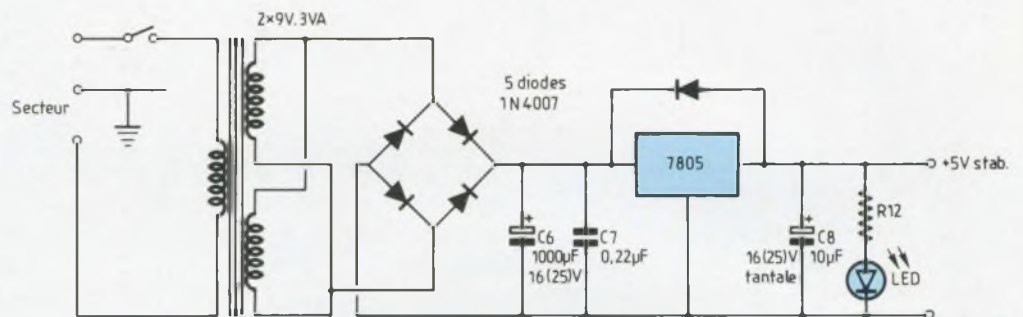 2×9V.3VA
Secteur
5 diodes
1N4007
7805
+5V stab.
R12
C6
1000µF
16(25)V
C7
0,22µF
C8
16(25)V 10µF
tantale
LED